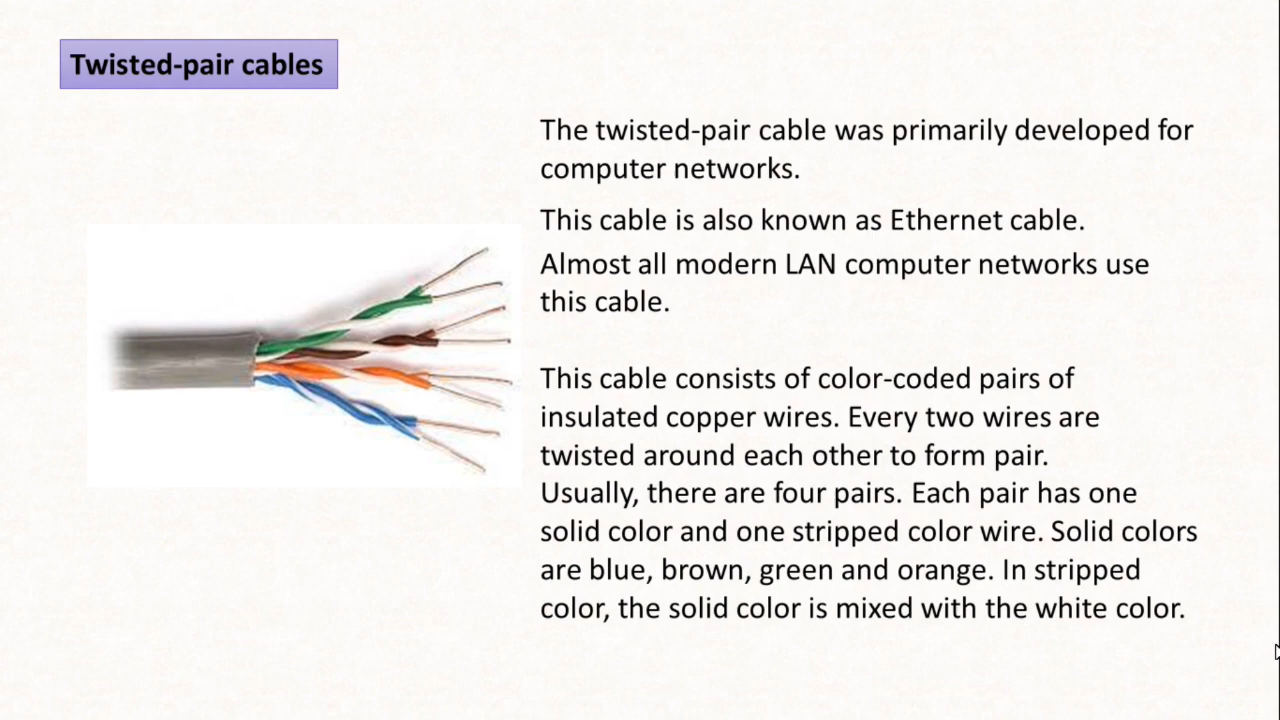 Twisted-pair cables
The twisted-pair cable was primarily developed for
computer networks.
This cable is also known as Ethernet cable.
Almost all modern LAN computer networks use
this cable.
This cable consists of color-coded pairs of
insulated copper wires. Every two wires are
twisted around each other to form pair.
Usually, there are four pairs. Each pair has one
solid color and one stripped color wire. Solid colors
are blue, brown, green and orange. In stripped
color, the solid color is mixed with the white color.